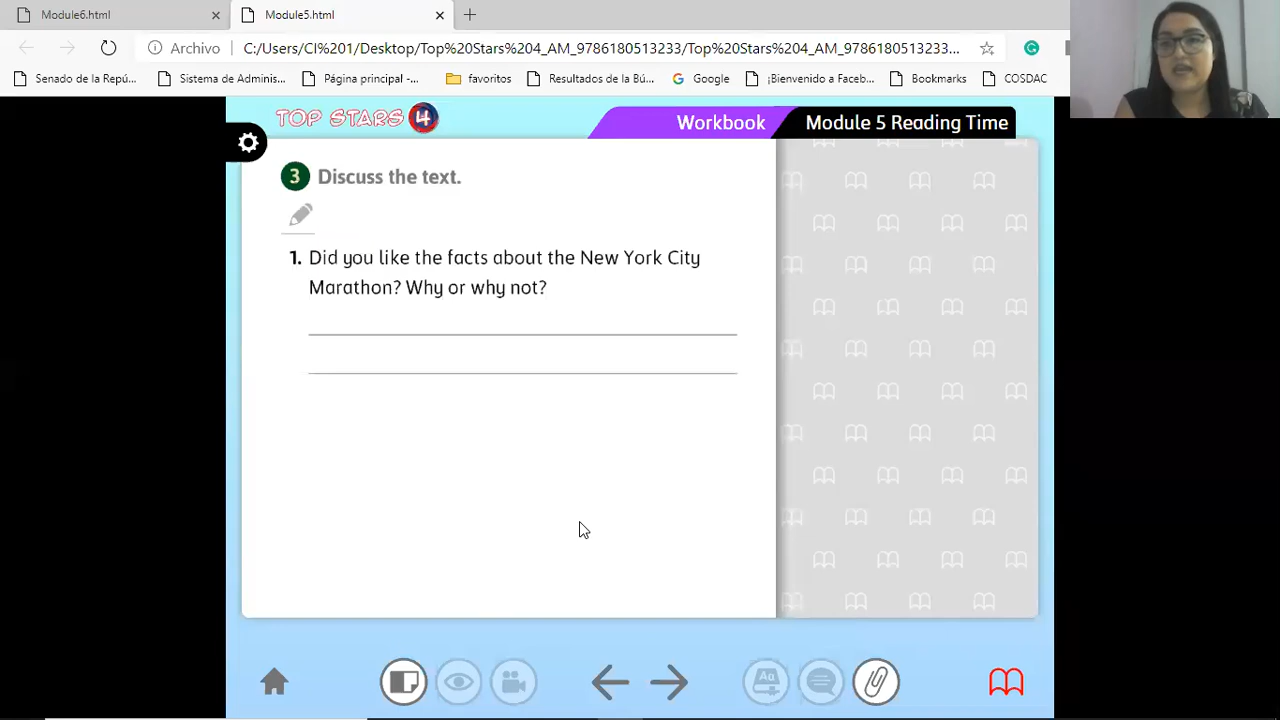 Module6.html
Module5.html
Archivo
C:/Users/CI%201/Desktop/Top%20Stars%204_AM_9786180513233/Top%20Stars%204_AM_9786180513233...
Senado de la Repú...
Sistema de Adminis...
Página principal -...
favoritos
Resultados de la Bú...
Google
¡Bienvenido a Faceb...
Bookmarks
COSDAC
TOP STARS 4
Workbook
Module 5 Reading Time
3 Discuss the text.
1. Did you like the facts about the New York City
Marathon? Why or why not?
Aa